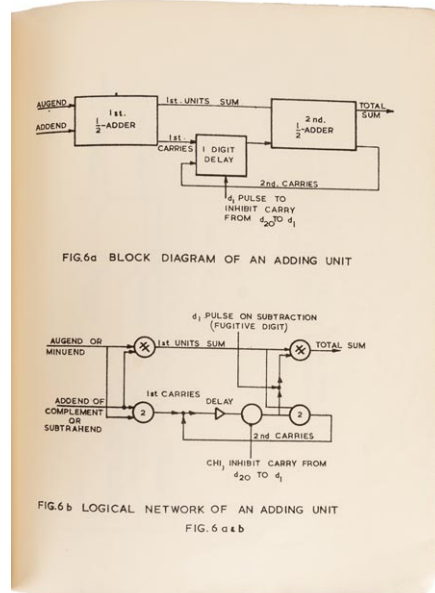 AUGEND
ADDEND
1st.
½-ADDER
1st. UNITS SUM
1st.
CARRIES
1 DIGIT
DELAY
2nd.
½-ADDER
TOTAL
SUM
2nd. CARRIES
d₁ PULSE TO
INHIBIT CARRY
FROM d₂₀ TO d₁
FIG.6a BLOCK DIAGRAM OF AN ADDING UNIT
d₁ PULSE ON SUBTRACTION
(FUGITIVE DIGIT)
AUGEND OR
MINUEND
1st UNITS SUM
TOTAL SUM
ADDEND OF
COMPLEMENT
OR
SUBTRAHEND
2
1st CARRIES
DELAY
2
2nd CARRIES
CHI, INHIBIT CARRY FROM
d₂₀ TO d₁
FIG.6b LOGICAL NETWORK OF AN ADDING UNIT
FIG. 6 a&b